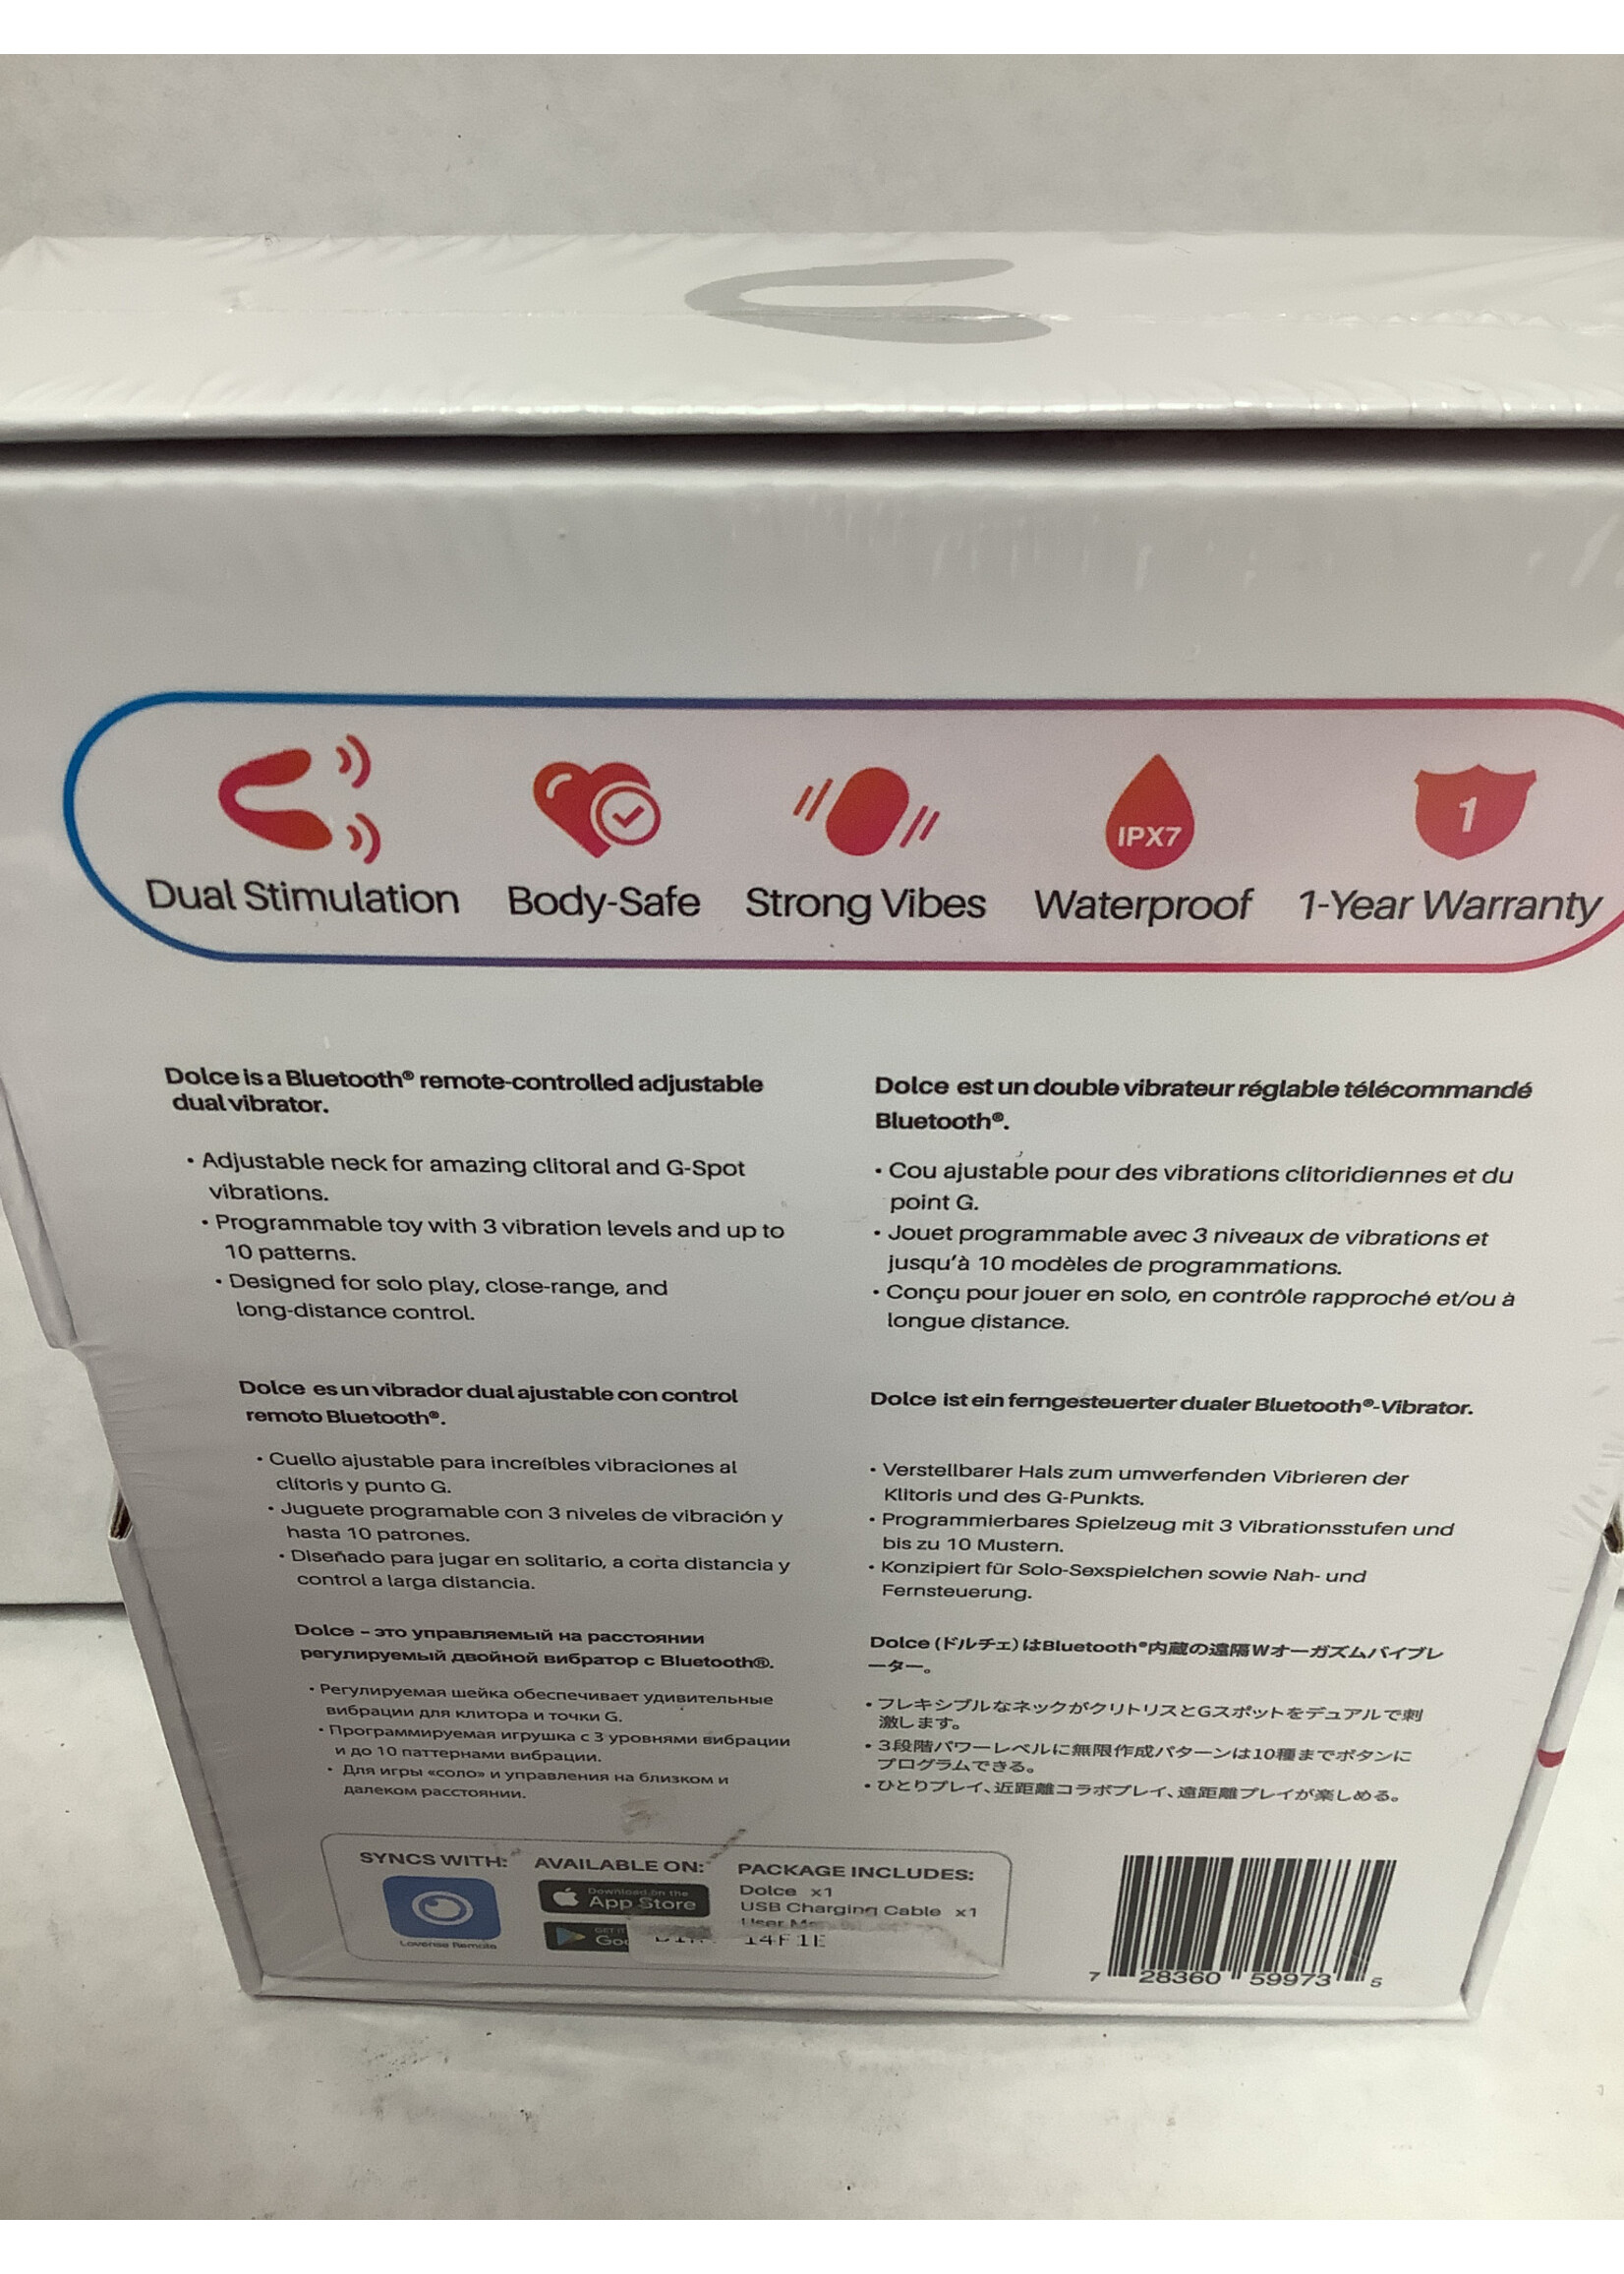 IPX7
1
Dual Stimulation
Body-Safe
Strong Vibes
Waterproof
1-Year Warranty
Dolce is a Bluetooth® remote-controlled adjustable
dual vibrator.
• Adjustable neck for amazing clitoral and G-Spot
vibrations.
• Programmable toy with 3 vibration levels and up to
10 patterns.
• Designed for solo play, close-range, and
long-distance control.
Dolce est un double vibrateur réglable télécommandé
Bluetooth®.
• Cou ajustable pour des vibrations clitoridiennes et du
point G.
• Jouet programmable avec 3 niveaux de vibrations et
jusqu'à 10 modèles de programmations.
• Conçu pour jouer en solo, en contrôle rapproché et/ou à
longue distance.
Dolce es un vibrador dual ajustable con control
remoto Bluetooth®.
• Cuello ajustable para increíbles vibraciones al
clítoris y punto G.
• Juguete programable con 3 niveles de vibración y
hasta 10 patrones.
• Diseñado para jugar en solitario, a corta distancia y
control a larga distancia.
Dolce ist ein ferngesteuerter dualer Bluetooth®-Vibrator.
• Verstellbarer Hals zum umwerfenden Vibrieren der
Klitoris und des G-Punkts.
• Programmierbares Spielzeug mit 3 Vibrationsstufen und
bis zu 10 Mustern.
• Konzipiert für Solo-Sexspielchen sowie Nah- und
Fernsteuerung.
Dolce – это управляемый на расстоянии
регулируемый двойной вибратор с Bluetooth®.
• Регулируемая шейка обеспечивает удивительные
вибрации для клитора и точки G.
• Программируемая игрушка с 3 уровнями вибрации
и до 10 паттернами вибрации.
• Для игры «соло» и управления на близком и
далеком расстоянии.
Dolce (ドルチェ) はBluetooth®内蔵の遠隔Wオーガズムバイブレ
ーター。
• フレキシブルなネックがクリトリスとGスポットをデュアルで刺
激します。
• 3段階パワーレベルに無限作成パターンは10種までボタンに
プログラムできる。
• ひとりプレイ、近距離コラボプレイ、遠距離プレイが楽しめる。
SYNCS WITH:
Lovense Remote
AVAILABLE ON:
Download on the
App Store
GET IT
PACKAGE INCLUDES:
Dolce x1
USB Charging Cable x1
User
14F1E
7 28360 59973 5